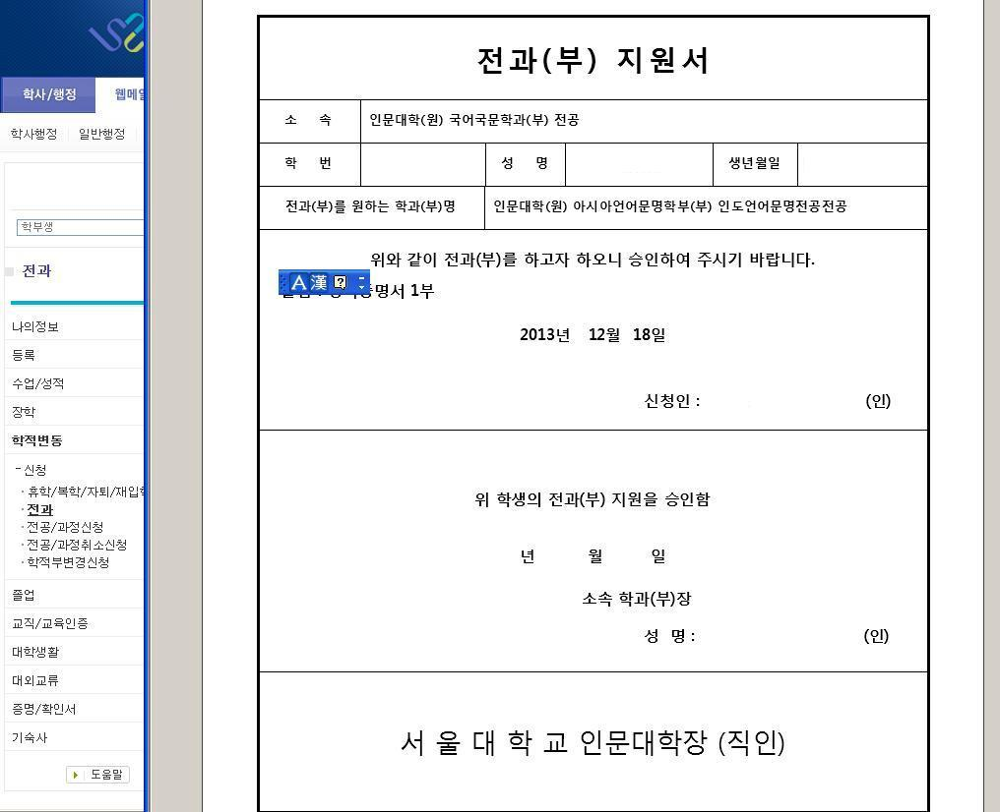 학사/행정 웹메일
학사행정 일반행정
학부생
전과
나의정보
등록
수업/성적
장학
학적변동
신청
휴학/복학/자퇴/재입학
전과
전공/과정신청
전공/과정취소신청
학적부변경신청
졸업
교직/교육인증
대학생활
대외교류
증명/확인서
기숙사
도움말
전과(부) 지원서
소 속 인문대학(원) 국어국문학과(부) 전공
학 번 성 명 생년월일
전과(부)를 원하는 학과(부)명 인문대학(원) 아시아언어문명학부(부) 인도언어문명전공전공
위와 같이 전과(부)를 하고자 하오니 승인하여 주시기 바랍니다.
A 漢 ?
1부
2013년 12월 18일
신청인 : (인)
위 학생의 전과(부) 지원을 승인함
년 월 일
소속 학과(부)장
성 명 : (인)
서 울 대 학 교 인문대학장 (직인)